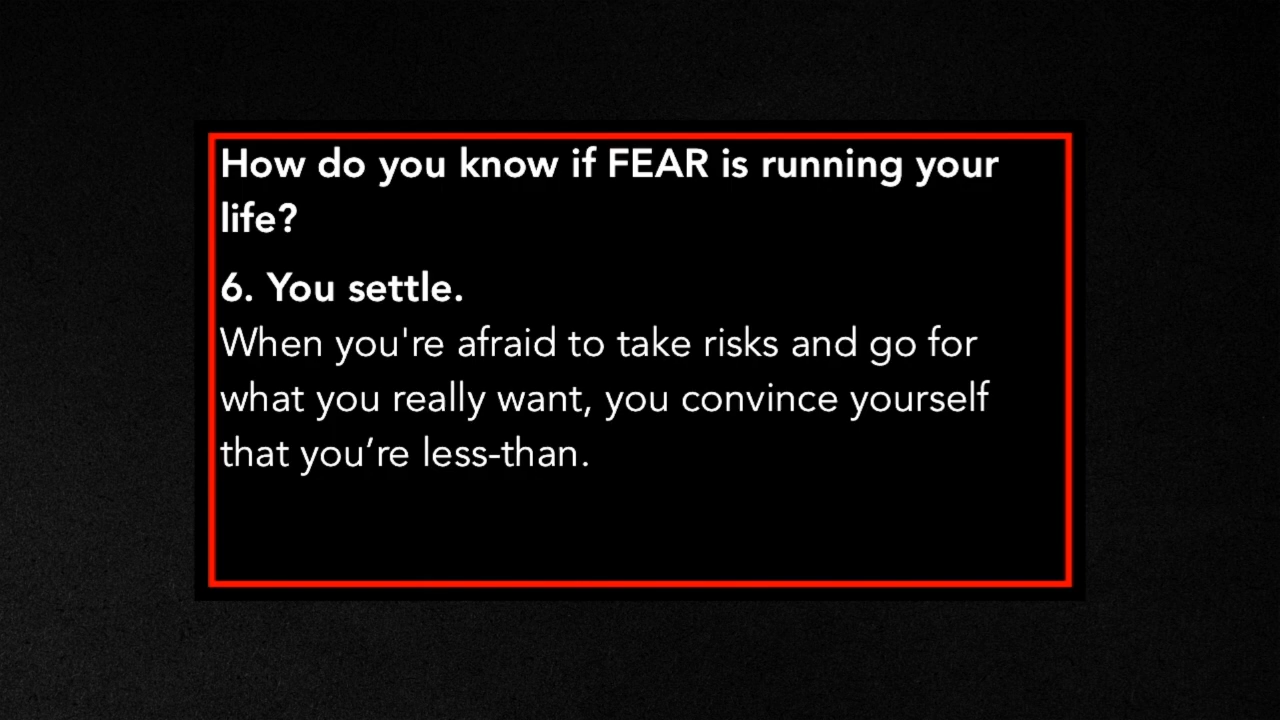 How do you know if FEAR is running your
life?
6. You settle.
When you're afraid to take risks and go for
what you really want, you convince yourself
that you’re less-than.